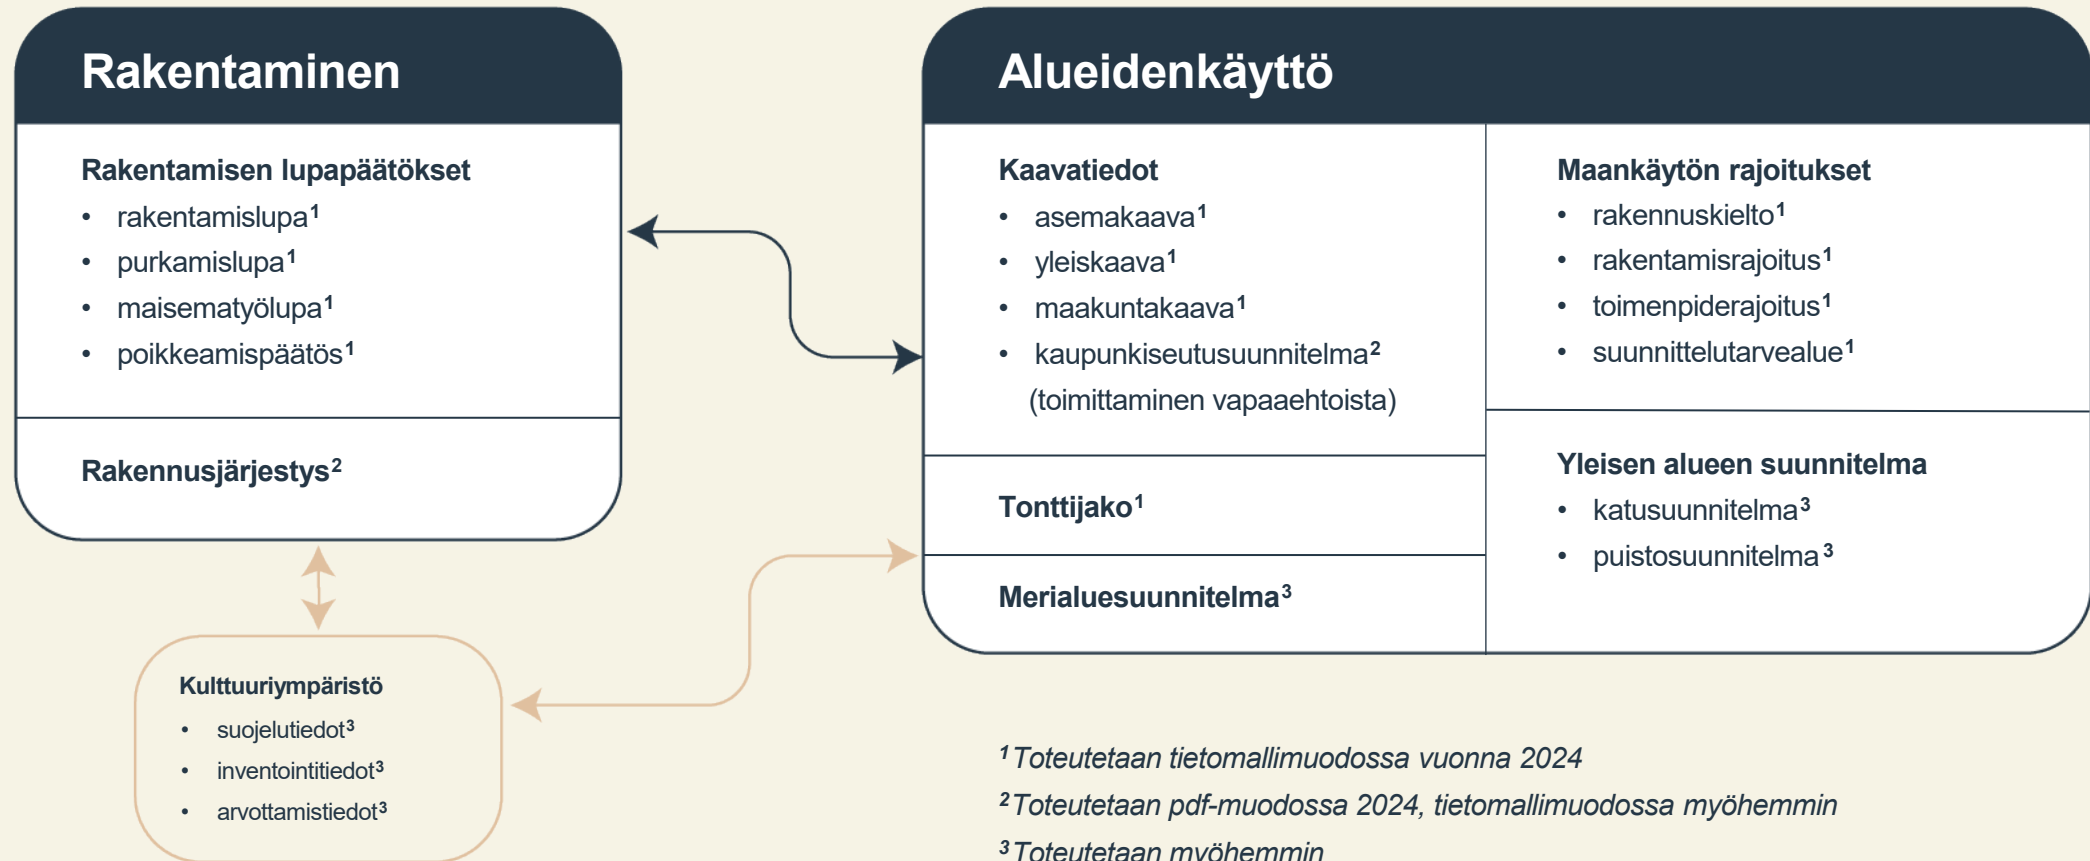 Rakentaminen
Rakentamisen lupapäätökset
• rakentamislupa¹
• purkamislupa¹
• maisematyölupa¹
• poikkeamispäätös¹
Rakennusjärjestys²
Kulttuuriympäristö
• suojelutiedot³
• inventointitiedot³
• arvottamistiedot³
Alueidenkäyttö
Kaavatiedot
• asemakaava¹
• yleiskaava¹
• maakuntakaava¹
• kaupunkiseutusuunnitelma²
(toimittaminen vapaaehtoista)
Tonttijako¹
Merialuesuunnitelma³
Maankäytön rajoitukset
• rakennuskielto¹
• rakentamisrajoitus¹
• toimenpiderajoitus¹
• suunnittelutarvealue¹
Yleisen alueen suunnitelma
• katusuunnitelma³
• puistosuunnitelma³
¹ Toteutetaan tietomallimuodossa vuonna 2024
² Toteutetaan pdf-muodossa 2024, tietomallimuodossa myöhemmin
³ Toteutetaan myöhemmin